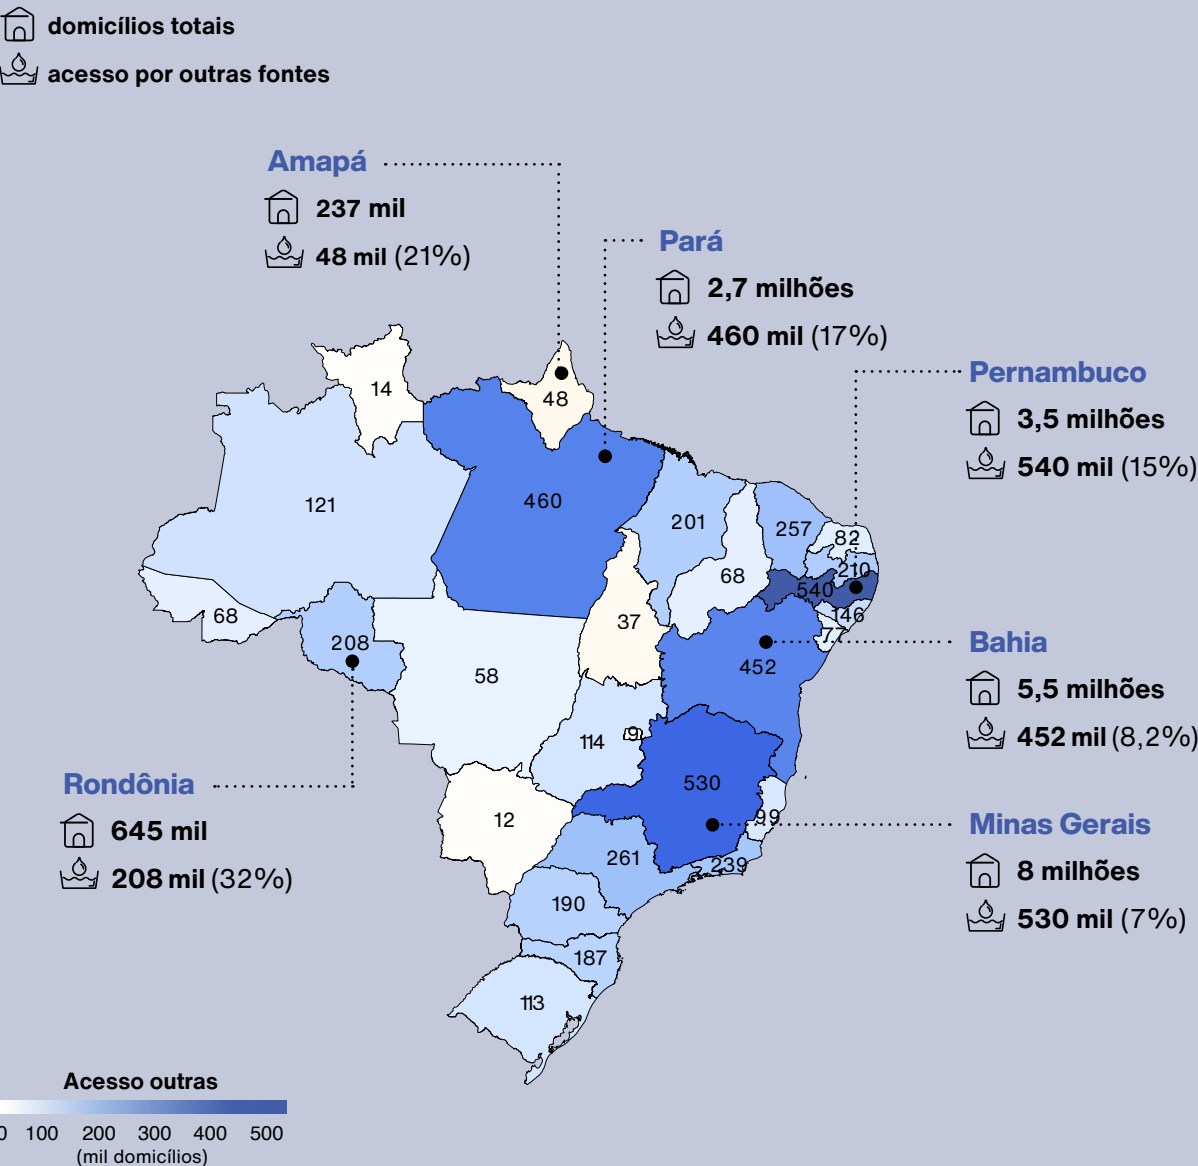 domicílios totais
acesso por outras fontes
Amapá
237 mil
48 mil (21%)
Pará
2,7 milhões
460 mil (17%)
Pernambuco
3,5 milhões
540 mil (15%)
14
48
121
460
201
257
82
68
210
540
146
77
68
208
37
58
452
Bahia
5,5 milhões
452 mil (8,2%)
114
9
530
Rondônia
645 mil
208 mil (32%)
12
99
261
239
Minas Gerais
8 milhões
530 mil (7%)
190
187
113
Acesso outras
0 100 200 300 400 500
(mil domicílios)